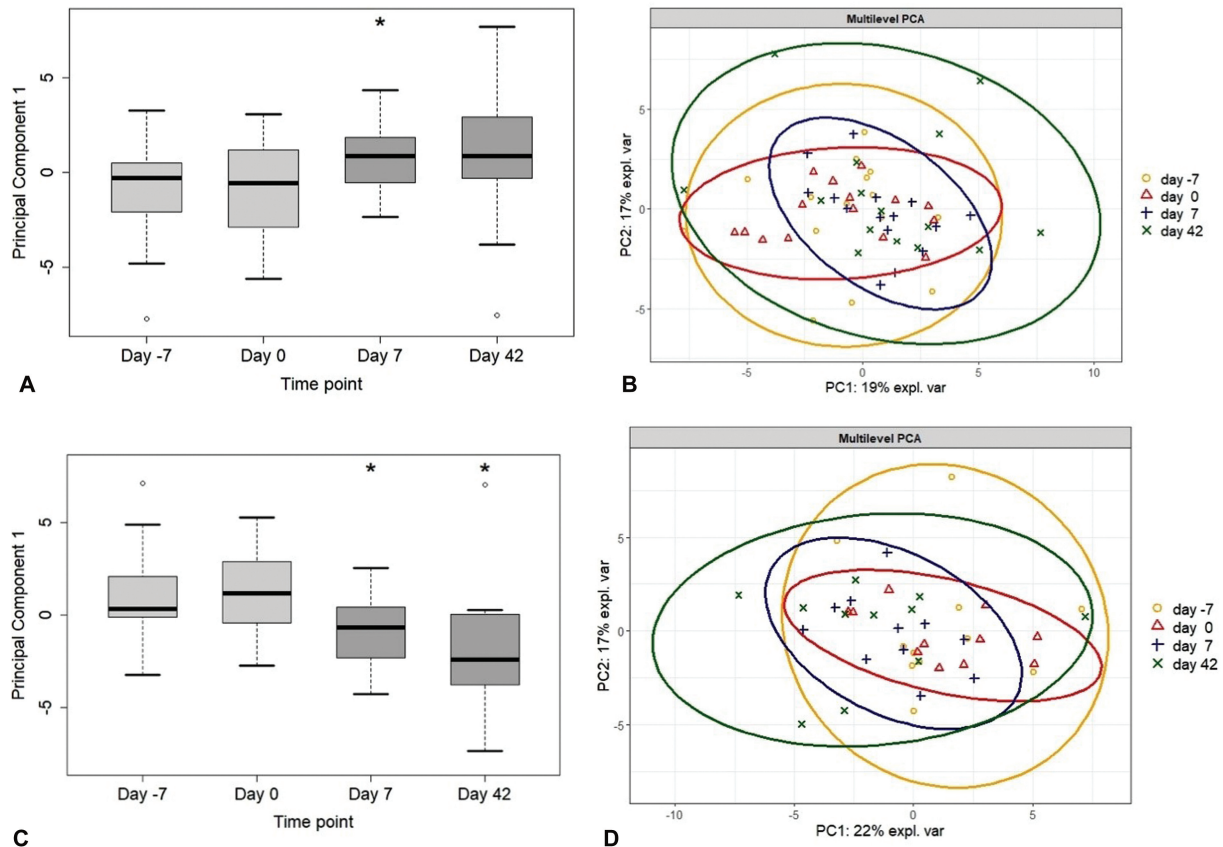 *
Principal Component 1
5
0
-5
Day -7 Day 0 Day 7 Day 42
Time point
A
Multilevel PCA
PC2: 17% expl. var
5
0
-5
-5 0 5 10
PC1: 19% expl. var
B
day -7
day 0
day 7
day 42
* *
Principal Component 1
5
0
-5
Day -7 Day 0 Day 7 Day 42
Time point
C
Multilevel PCA
PC2: 17% expl. var
5
0
-5
-10 -5 0 5
PC1: 22% expl. var
D
day -7
day 0
day 7
day 42